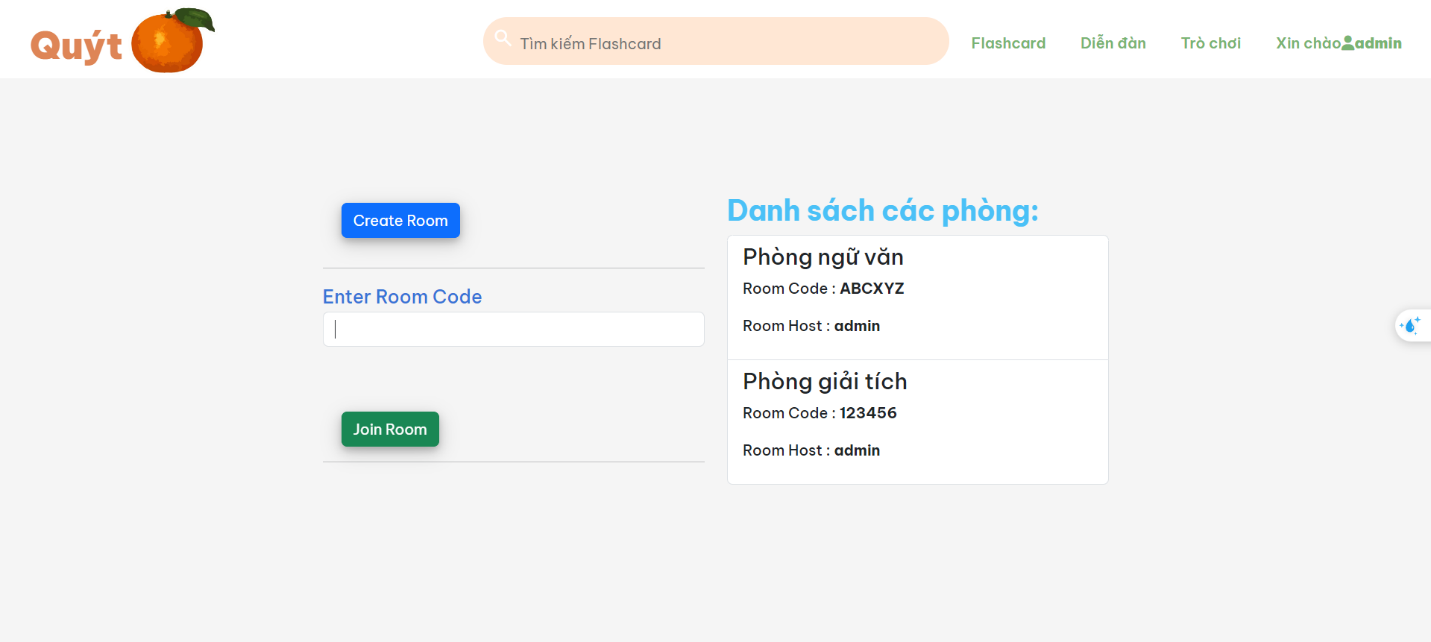 Quýt
Tìm kiếm Flashcard
Flashcard
Diễn đàn
Trò chơi
Xin chào admin
Create Room
Enter Room Code
Join Room
Danh sách các phòng:
Phòng ngữ văn
Room Code : ABCXYZ
Room Host : admin
Phòng giải tích
Room Code : 123456
Room Host : admin